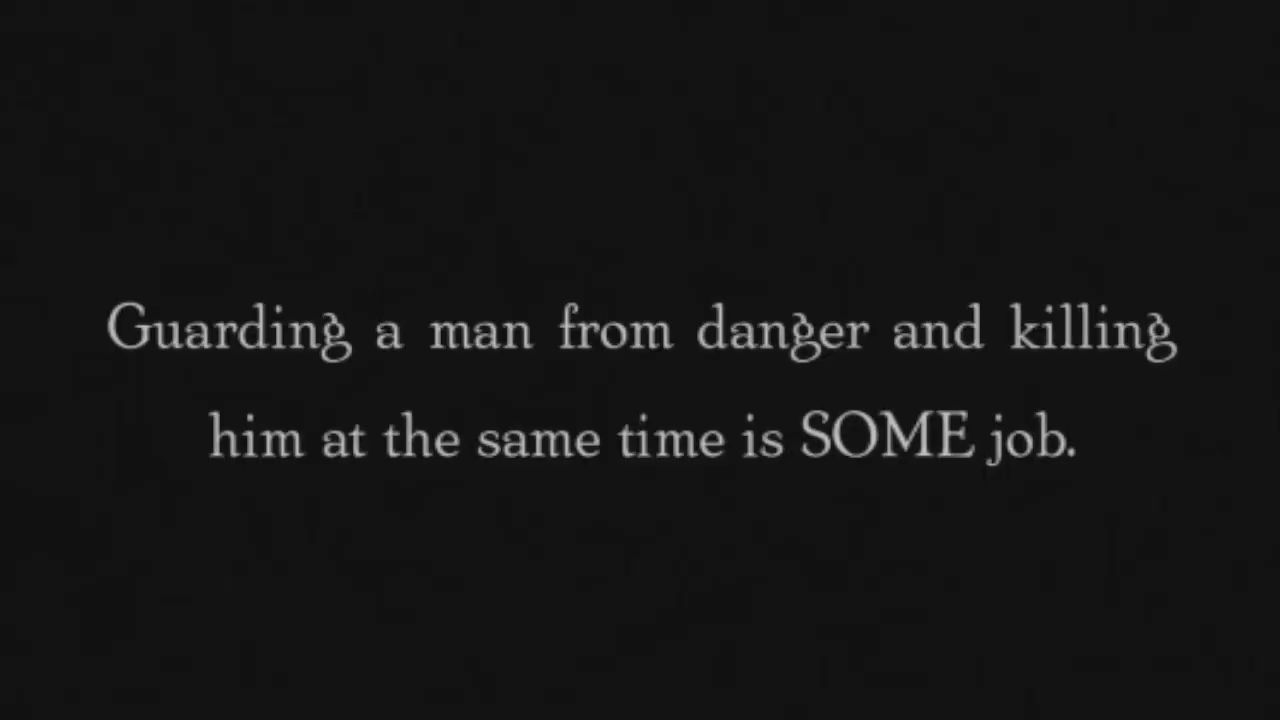 Guarding a man from danger and killing
him at the same time is SOME job.